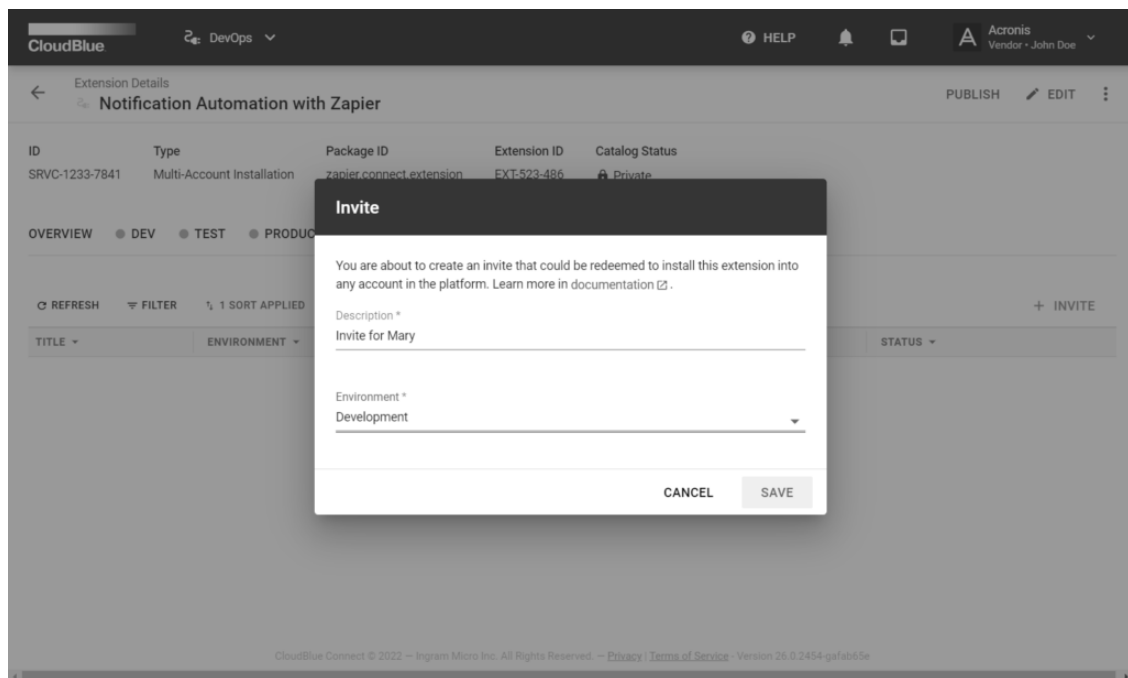 CloudBlue DevOps HELP Acronis
Vendor • John Doe
Extension Details
Notification Automation with Zapier PUBLISH EDIT
ID Type Package ID Extension ID Catalog Status
SRVC-1233-7841 Multi-Account Installation zapier.connect.extension EXT-523-486 Private
Invite
OVERVIEW DEV TEST PRODUC
You are about to create an invite that could be redeemed to install this extension into
any account in the platform. Learn more in documentation.
REFRESH FILTER 1 SORT APPLIED + INVITE
Description *
Invite for Mary
TITLE ENVIRONMENT STATUS
Environment *
Development
CANCEL SAVE
CloudBlue Connect © 2022 — Ingram Micro Inc. All Rights Reserved. — Privacy | Terms of Service - Version 26.0.2454-gafab65e